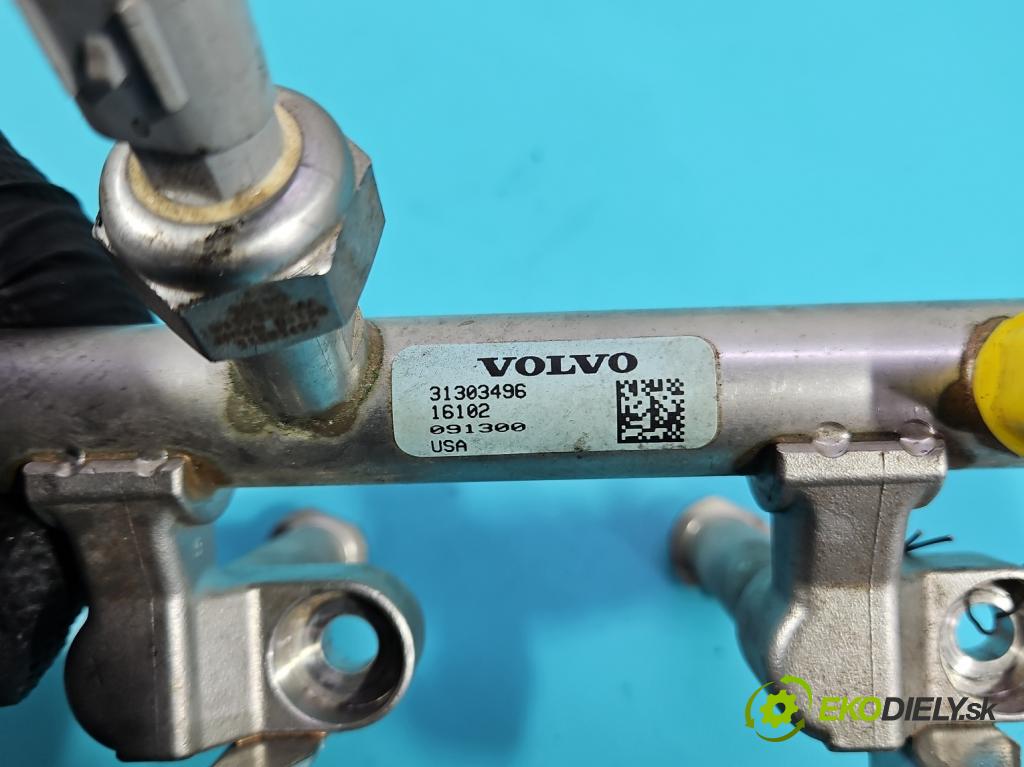 VOLVO
31303496
16102
091300
USA
EKODIELY.sk